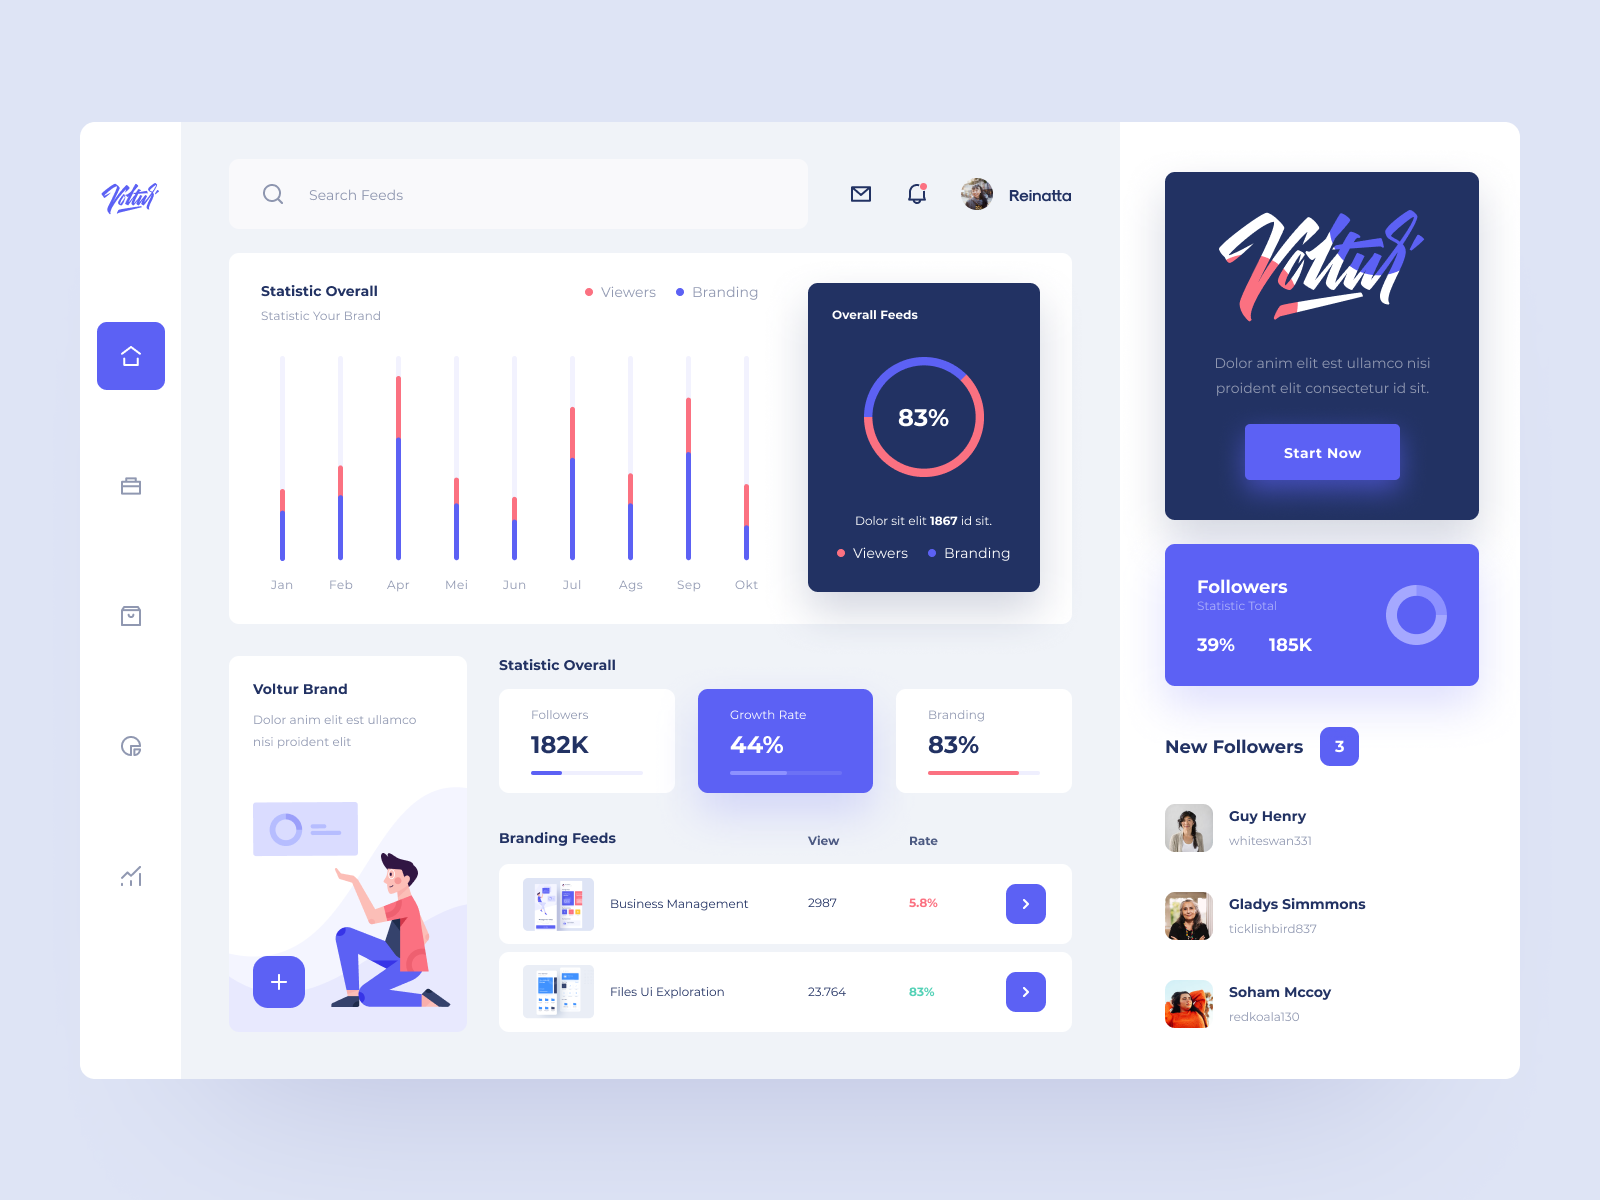 Voltur
Search Feeds
Reinatta
Statistic Overall
Statistic Your Brand
Viewers
Branding
Jan
Feb
Apr
Mei
Jun
Jul
Ags
Sep
Okt
Overall Feeds
83%
Dolor sit elit 1867 id sit.
Viewers
Branding
Voltur Brand
Dolor anim elit est ullamco
nisi proident elit
Statistic Overall
Followers
182K
Growth Rate
44%
Branding
83%
Branding Feeds
View
Rate
Business Management
2987
5.8%
Files Ui Exploration
23.764
83%
Voltur
Dolor anim elit est ullamco nisi
proident elit consectetur id sit.
Start Now
Followers
Statistic Total
39%
185K
New Followers
3
Guy Henry
whiteswan331
Gladys Simmmons
ticklishbird837
Soham Mccoy
redkoala130